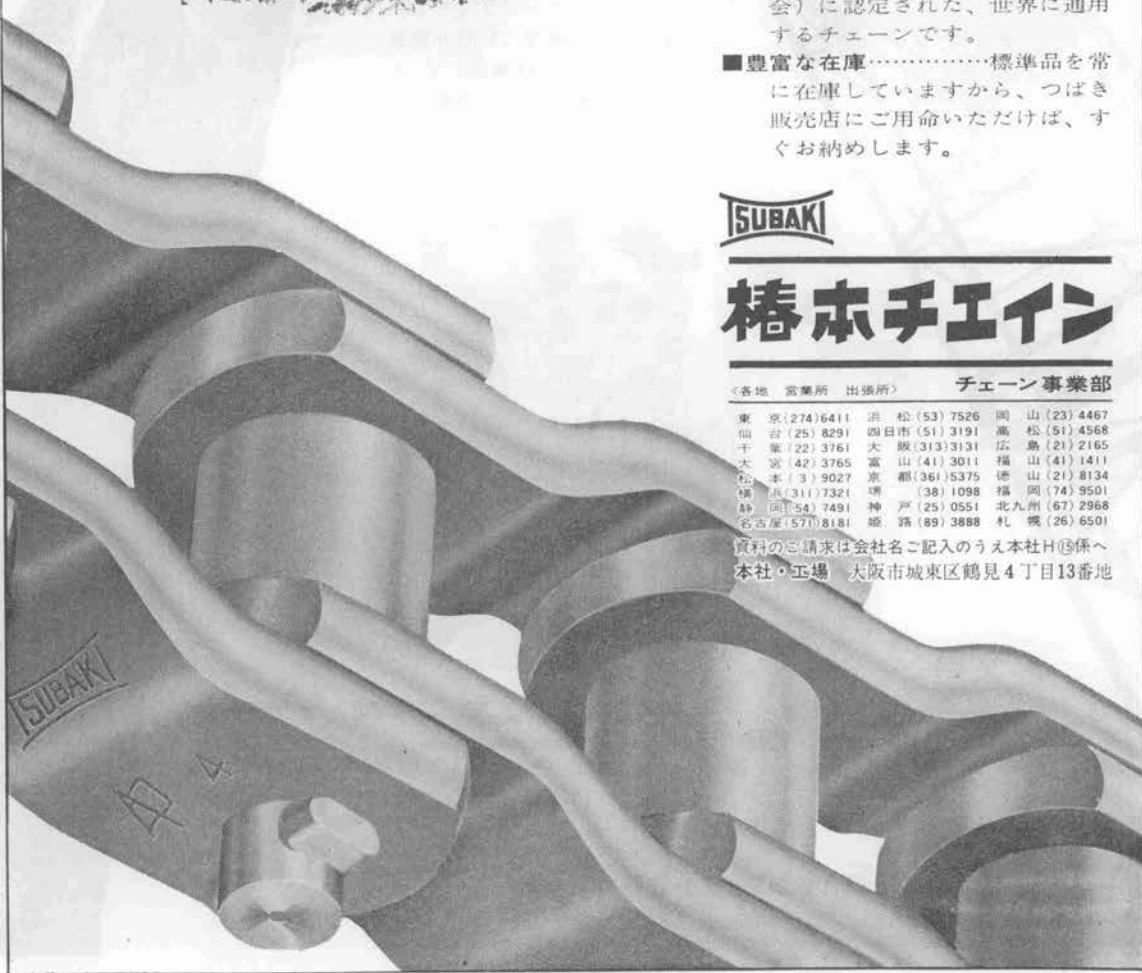 会）に認定された、世界に通用
するチェーンです。
■豊富な在庫……………標準品を常
に在庫していますから、つばき
販売店にご用命いただけば、す
ぐお納めします。
TSUBAKI
椿本チエイン
〈各地 営業所 出張所〉 チェーン事業部
東京(274)6411 浜松(53)7526 岡山(23)4467
仙台(25)8291 四日市(51)3191 高松(51)4568
千葉(22)3761 大阪(313)3131 広島(21)2165
大宮(42)3765 富山(41)3011 福山(41)1411
松本(3)9027 京都(361)5375 徳山(21)8134
横浜(311)7321 堺(38)1098 福岡(74)9501
静岡(54)7491 神戸(25)0551 北九州(67)2968
名古屋(571)8181 姫路(89)3888 札幌(26)6501
資料のご請求は会社名ご記入のうえ本社H⑮係へ
本社・工場 大阪市城東区鶴見4丁目13番地
TSUBAKI
4